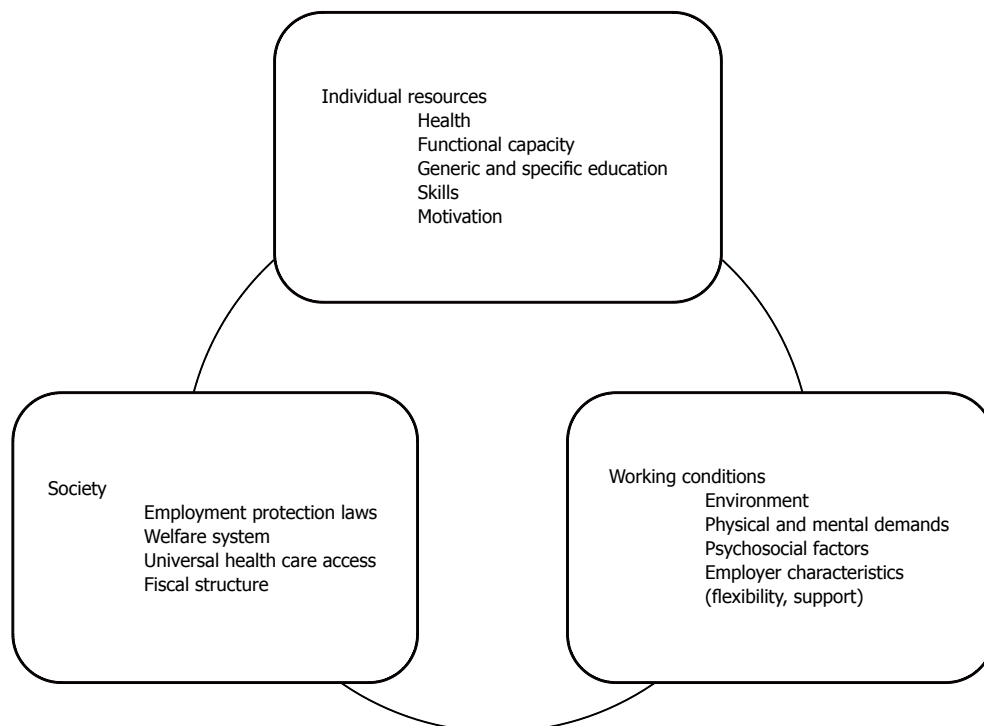 Individual resources
Health
Functional capacity
Generic and specific education
Skills
Motivation
Society
Employment protection laws
Welfare system
Universal health care access
Fiscal structure
Working conditions
Environment
Physical and mental demands
Psychosocial factors
Employer characteristics
(flexibility, support)